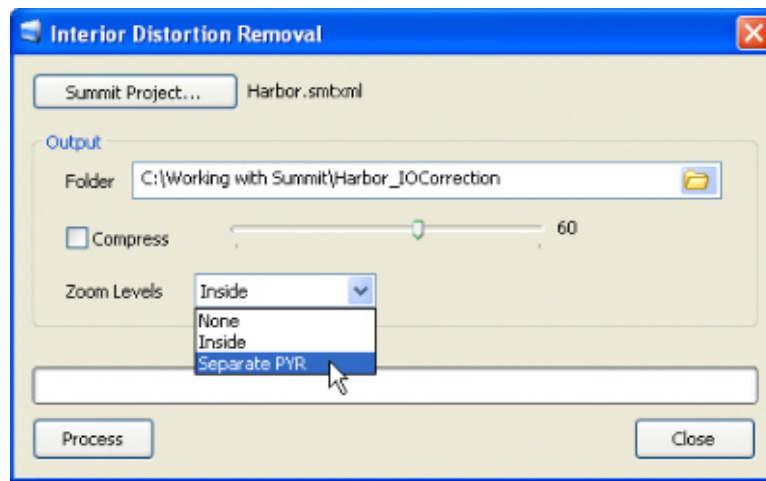 Interior Distortion Removal
Summit Project... Harbor.smtxml
Output
Folder C:\Working with Summit\Harbor_IOCorrection
Compress 60
Zoom Levels Inside
None
Inside
Separate PYR
Process Close